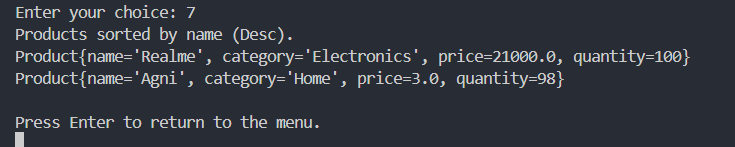 Enter your choice: 7
Products sorted by name (Desc).
Product{name='Realme', category='Electronics', price=21000.0, quantity=100}
Product{name='Agni', category='Home', price=3.0, quantity=98}
Press Enter to return to the menu.